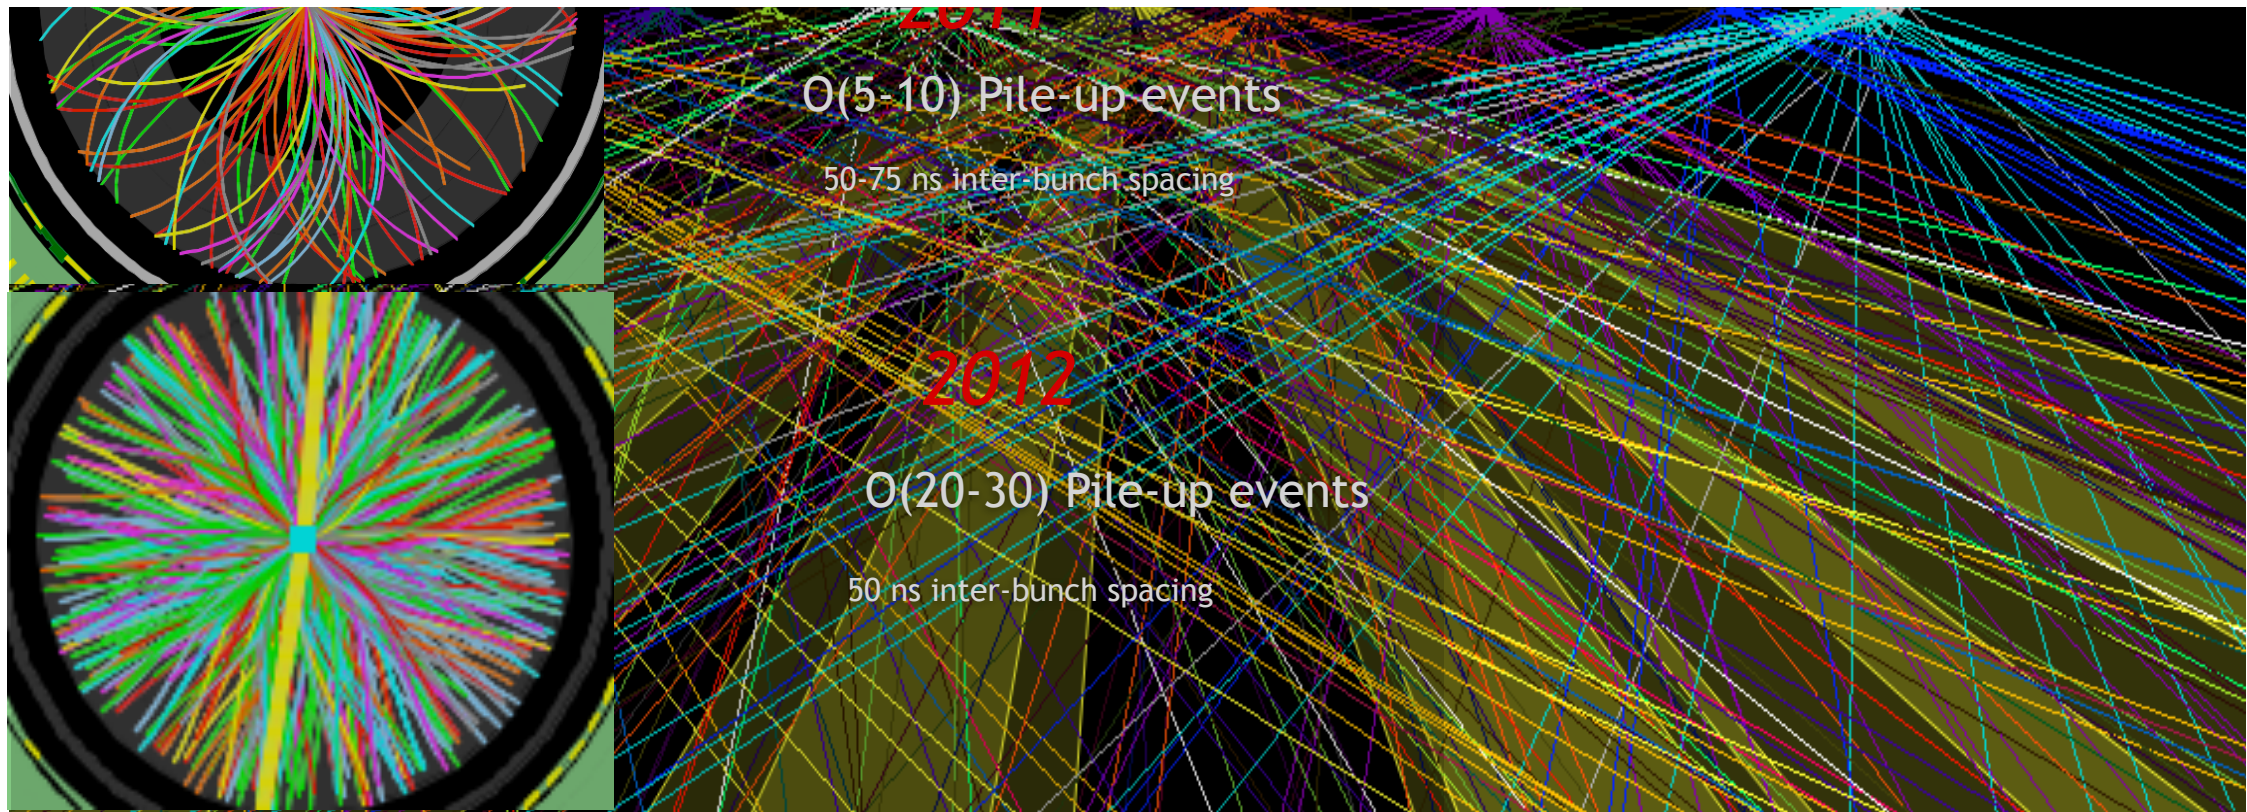 2011
O(5-10) Pile-up events
50-75 ns inter-bunch spacing
2012
O(20-30) Pile-up events
50 ns inter-bunch spacing